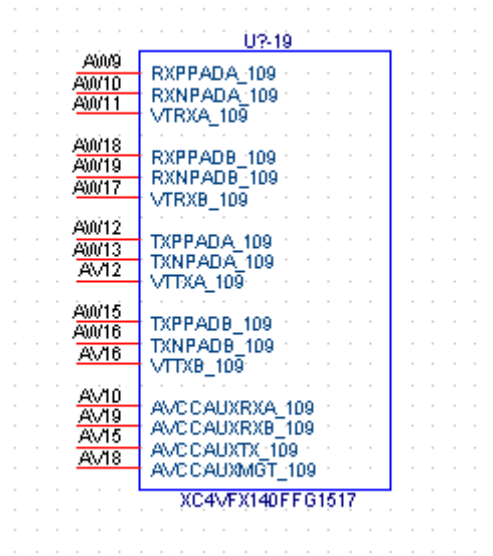 U?-19
AW9 RXPPADA_109
AW10 RXNPADA_109
AW11 VTRXA_109
AW18 RXPPADB_109
AW19 RXNPADB_109
AW17 VTRXB_109
AW12 TXPPADA_109
AW13 TXNPADA_109
AV12 VTTXA_109
AW15 TXPPADB_109
AW16 TXNPADB_109
AV16 VTTXB_109
AV10 AVCCAUXRXA_109
AV19 AVCCAUXRXB_109
AV15 AVCCAUXTX_109
AV18 AVCCAUXMGT_109
XC4VFX140FFG1517